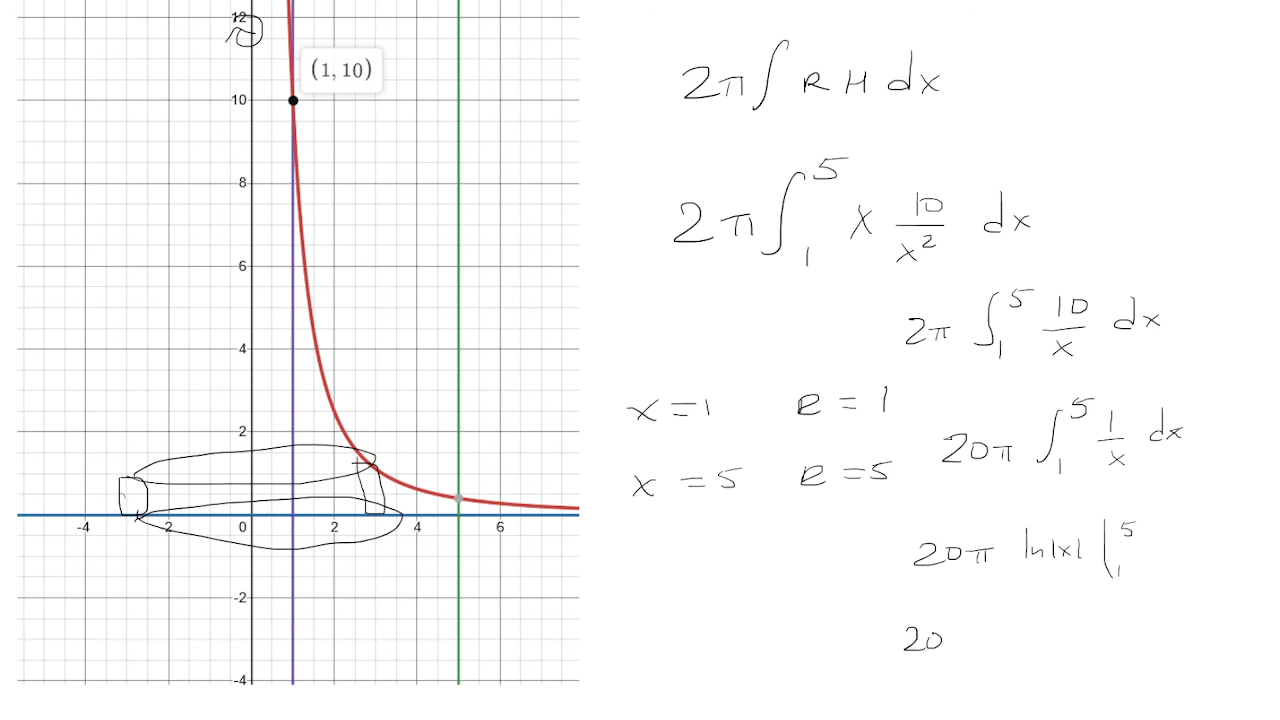 12
(1, 10)
10
8
6
4
2
-4 -2 0 2 4 6
-2
-4
2π∫ R H dx
2π∫₁⁵ x 10/x² dx
2π ∫₁⁵ 10/x dx
x = 1 R = 1
20π ∫₁⁵ 1/x dx
x = 5 R = 5
20π ln|x| |₁⁵
20